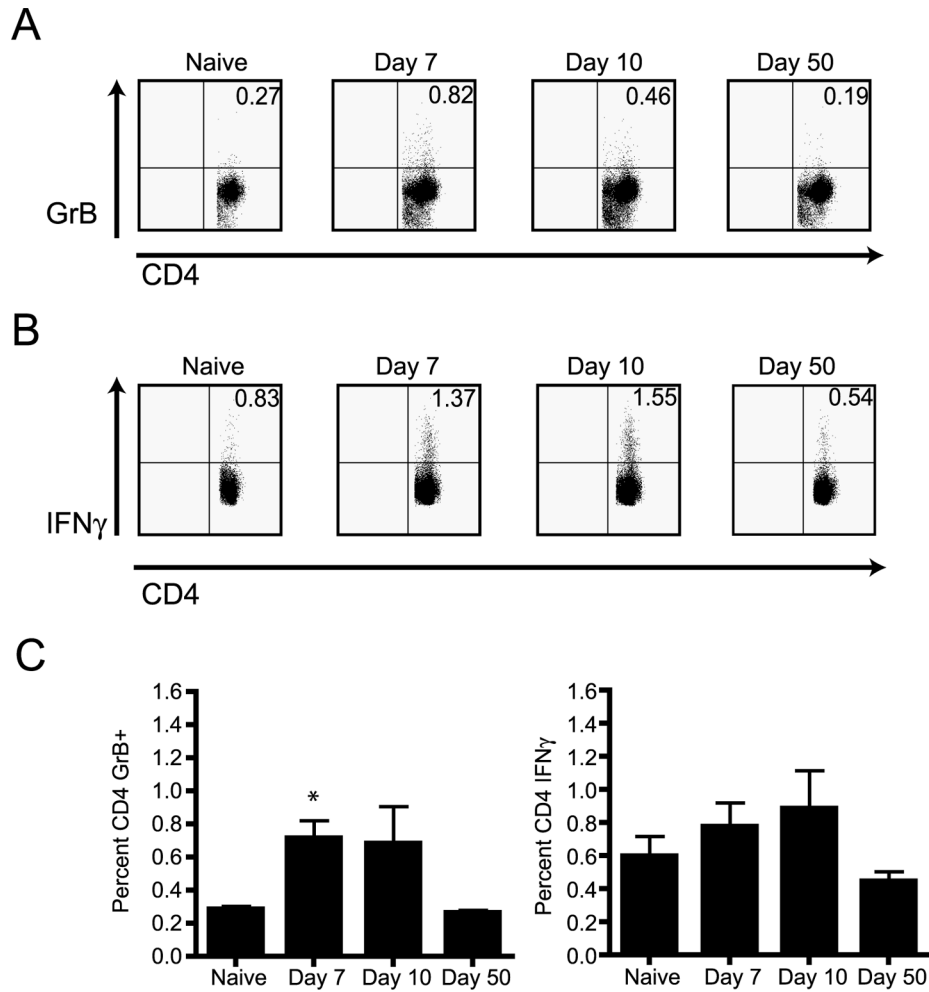 A
Naive Day 7 Day 10 Day 50
0.27 0.82 0.46 0.19
GrB
CD4
B
Naive Day 7 Day 10 Day 50
0.83 1.37 1.55 0.54
IFNγ
CD4
C
Percent CD4 GrB+
1.6
1.4
1.2
1.0
0.8
0.6
0.4
0.2
0.0
*
Naive Day 7 Day 10 Day 50
Percent CD4 IFNγ
1.6
1.4
1.2
1.0
0.8
0.6
0.4
0.2
0.0
Naive Day 7 Day 10 Day 50